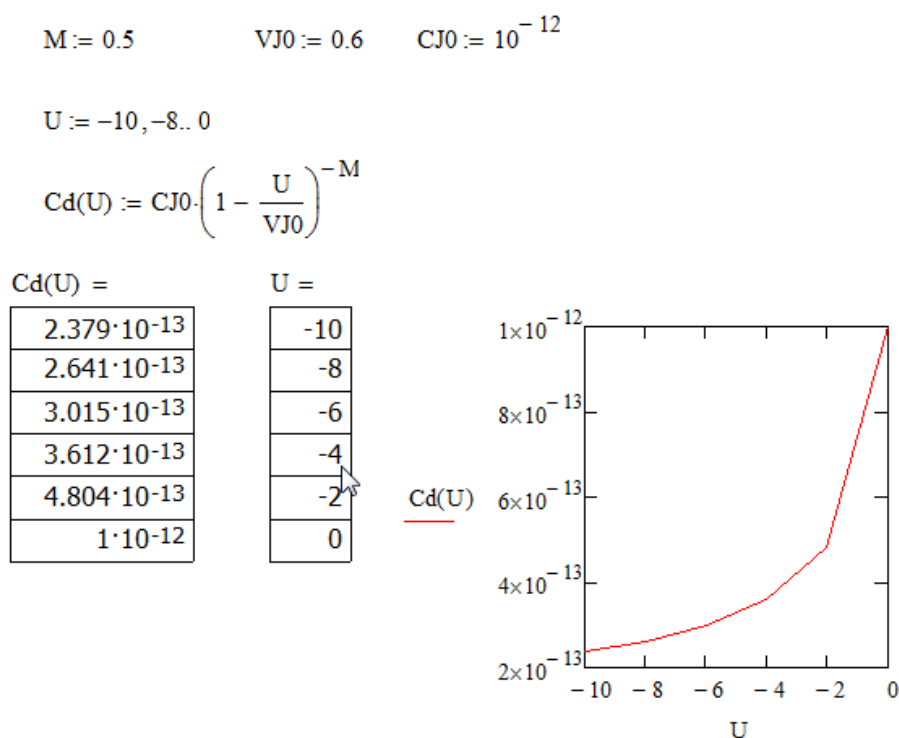 M := 0.5 VJ0 := 0.6 CJ0 := 10^-12
U := -10, -8.. 0
Cd(U) := CJ0·(1 - U/VJ0)^-M
Cd(U) = U =
2.379·10^-13 -10
2.641·10^-13 -8
3.015·10^-13 -6
3.612·10^-13 -4
4.804·10^-13 -2
1·10^-12 0
1×10^-12
8×10^-13
6×10^-13
4×10^-13
2×10^-13
Cd(U)
-10 -8 -6 -4 -2 0
U